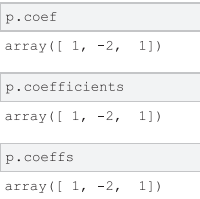 p.coef
array([ 1, -2,  1])
p.coefficients
array([ 1, -2,  1])
p.coeffs
array([ 1, -2,  1])